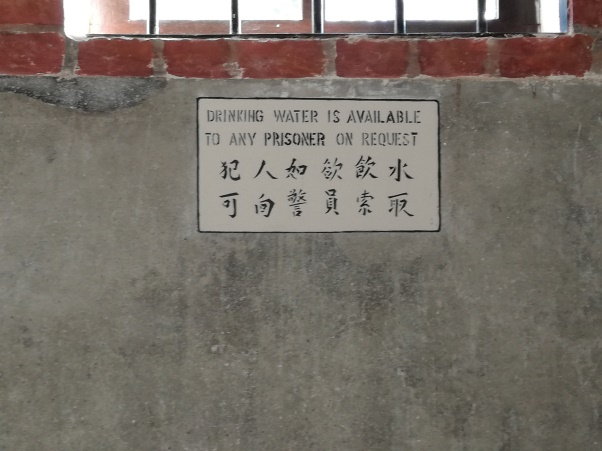 DRINKING WATER IS AVAILABLE
TO ANY PRISONER ON REQUEST
犯人如欲飲水
可向警員索取